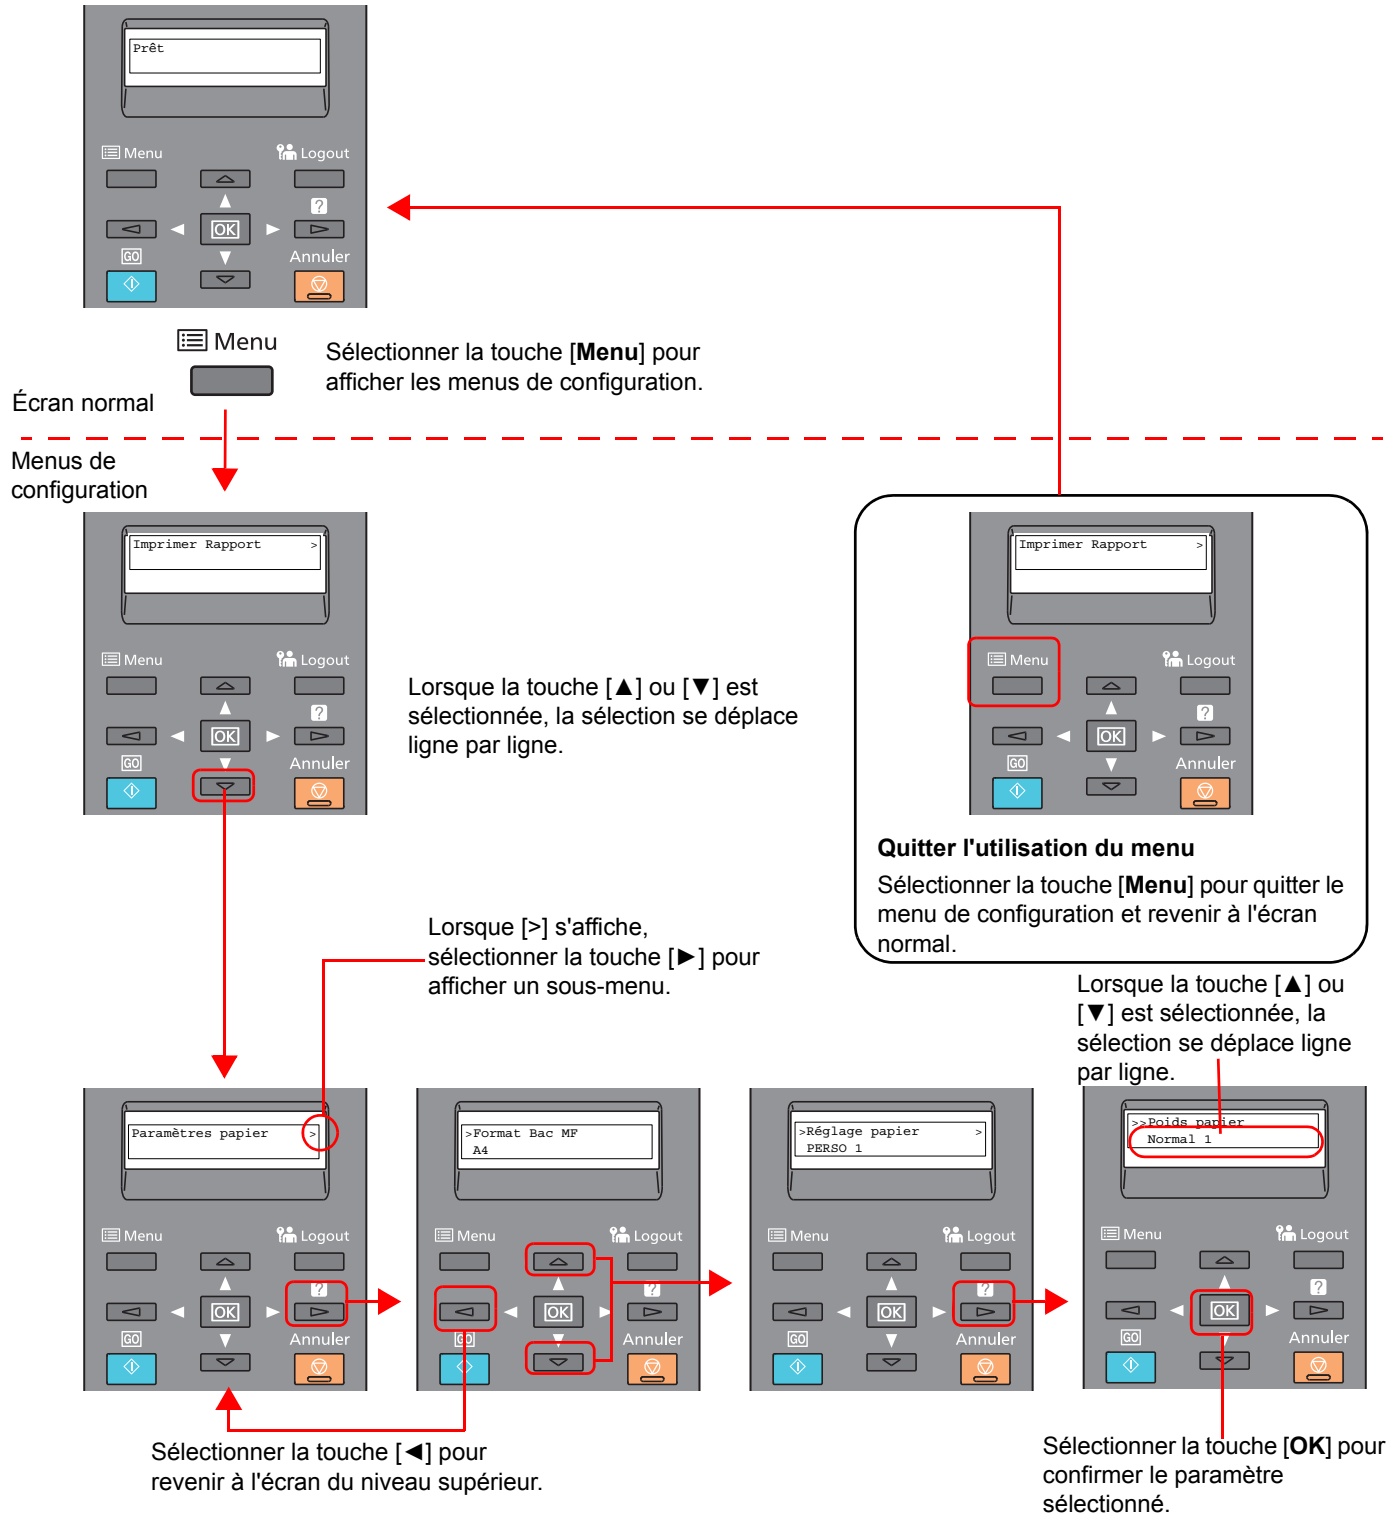 Prêt
Menu
Logout
?
OK
GO
Annuler
Menu
Sélectionner la touche [Menu] pour
afficher les menus de configuration.
Écran normal
Menus de
configuration
Imprimer Rapport >
Menu
Logout
?
OK
GO
Annuler
Lorsque la touche [▲] ou [▼] est
sélectionnée, la sélection se déplace
ligne par ligne.
Imprimer Rapport >
Menu
Logout
?
OK
GO
Annuler
Quitter l'utilisation du menu
Sélectionner la touche [Menu] pour quitter le
menu de configuration et revenir à l'écran
normal.
Lorsque [>] s'affiche,
sélectionner la touche [►] pour
afficher un sous-menu.
Lorsque la touche [▲] ou
[▼] est sélectionnée, la
sélection se déplace ligne
par ligne.
Paramètres papier >
Menu
Logout
?
OK
GO
Annuler
>Format Bac MF
A4
Menu
Logout
?
OK
GO
Annuler
>Réglage papier >
PERSO 1
Menu
Logout
?
OK
GO
Annuler
>>Poids papier
Normal 1
Menu
Logout
?
OK
GO
Annuler
Sélectionner la touche [◄] pour
revenir à l'écran du niveau supérieur.
Sélectionner la touche [OK] pour
confirmer le paramètre
sélectionné.